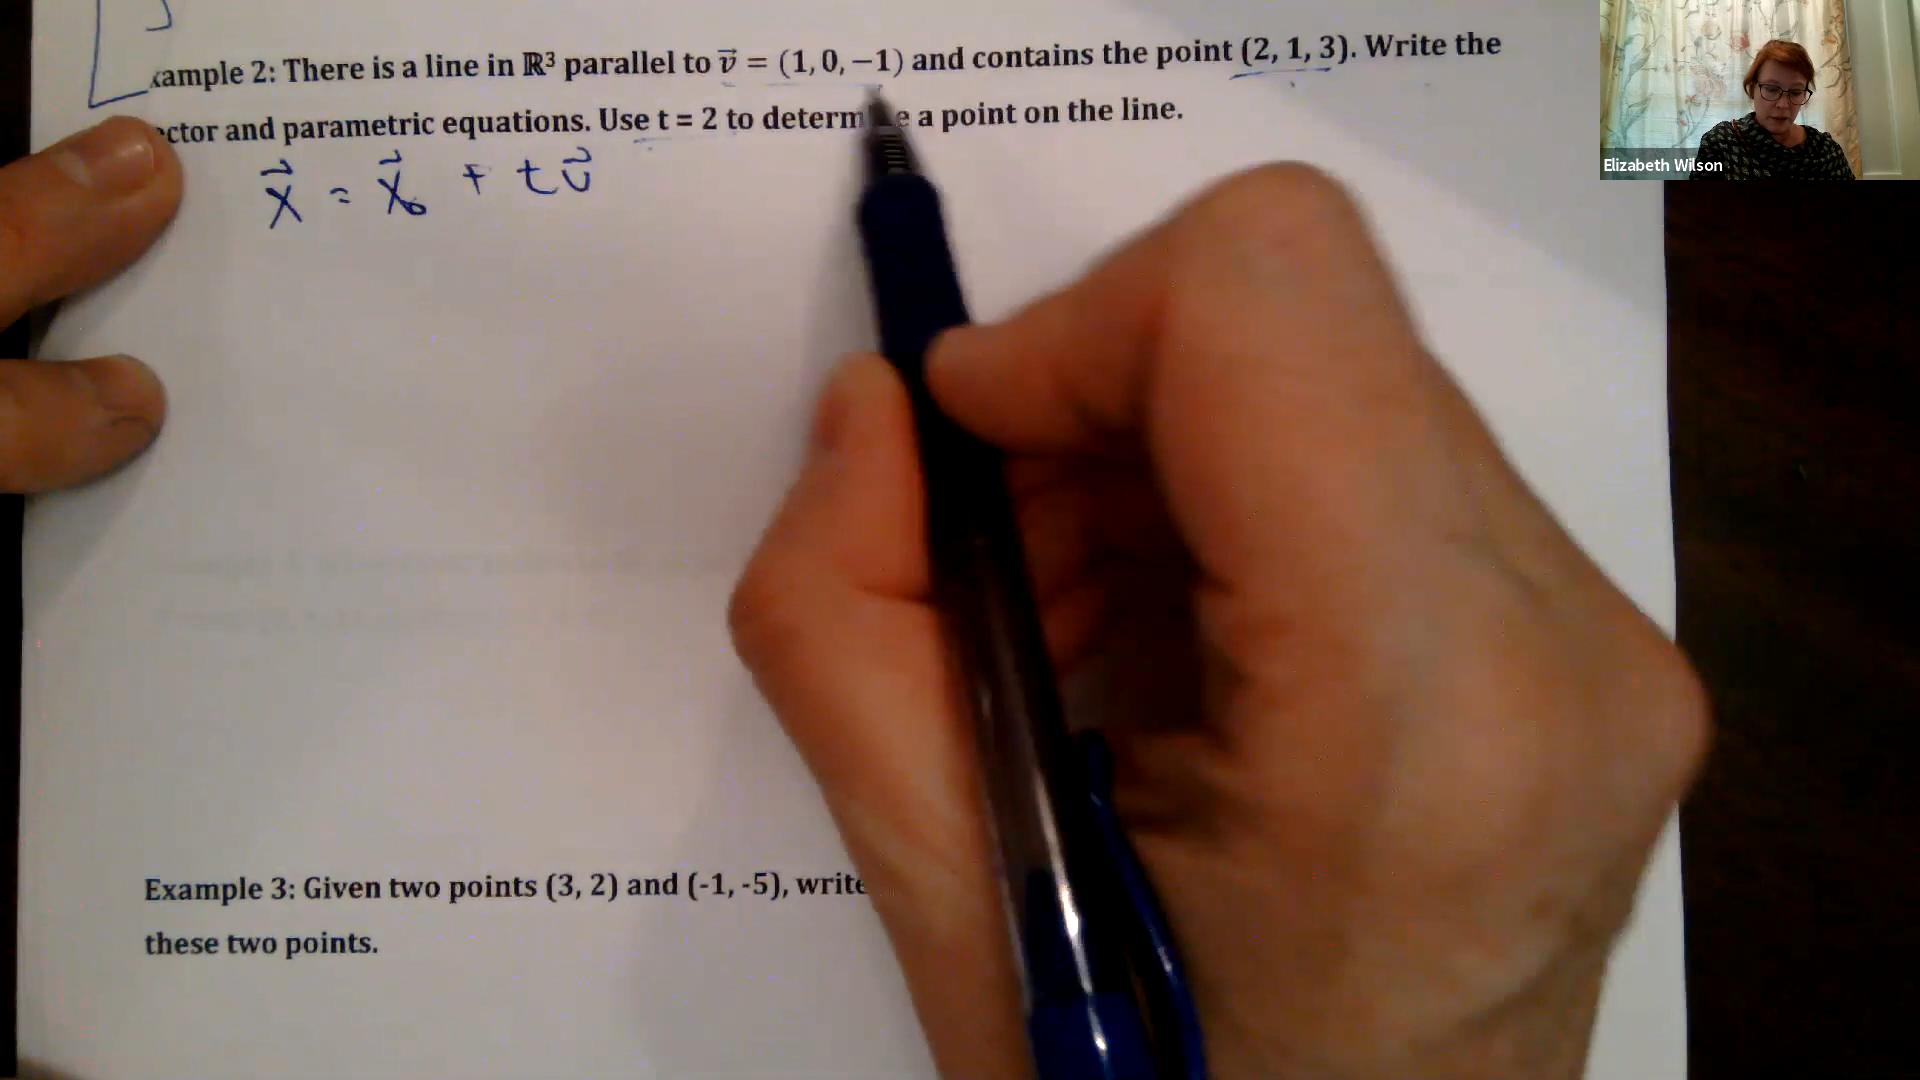 xample 2: There is a line in ℝ³ parallel to v⃗ = (1, 0, −1) and contains the point (2, 1, 3). Write the
ctor and parametric equations. Use t = 2 to determ e a point on the line.
x⃗ = x⃗₀ + t v⃗
Example 3: Given two points (3, 2) and (-1, -5), write
these two points.
Elizabeth Wilson